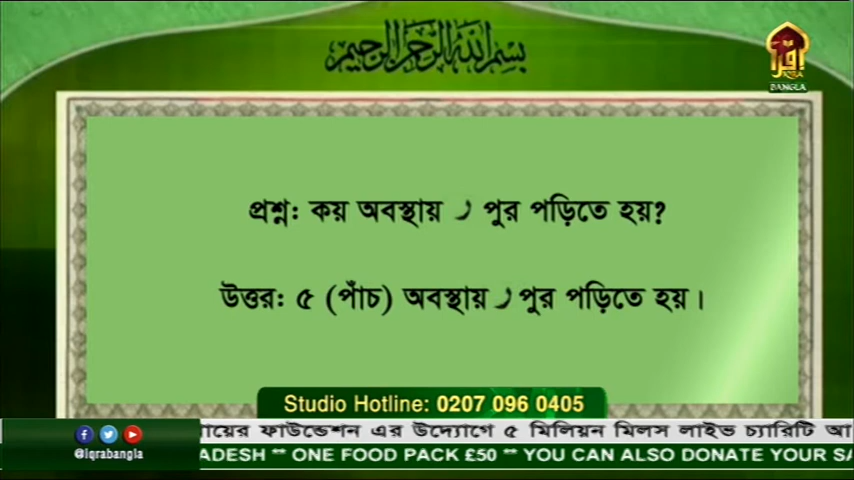 بسم الله الرحمن الرحيم
اقرأ
IQRA
BANGLA
প্রশ্ন: কয় অবস্থায় ر পুর পড়িতে হয়?
উত্তর: ৫ (পাঁচ) অবস্থায় ر পুর পড়িতে হয়।
Studio Hotline: 0207 096 0405
ায়ের ফাউন্ডেশন এর উদ্যোগে ৫ মিলিয়ন মিলস লাইভ চ্যারিটি আ
@iqrabangla
ADESH ** ONE FOOD PACK £50 ** YOU CAN ALSO DONATE YOUR SA